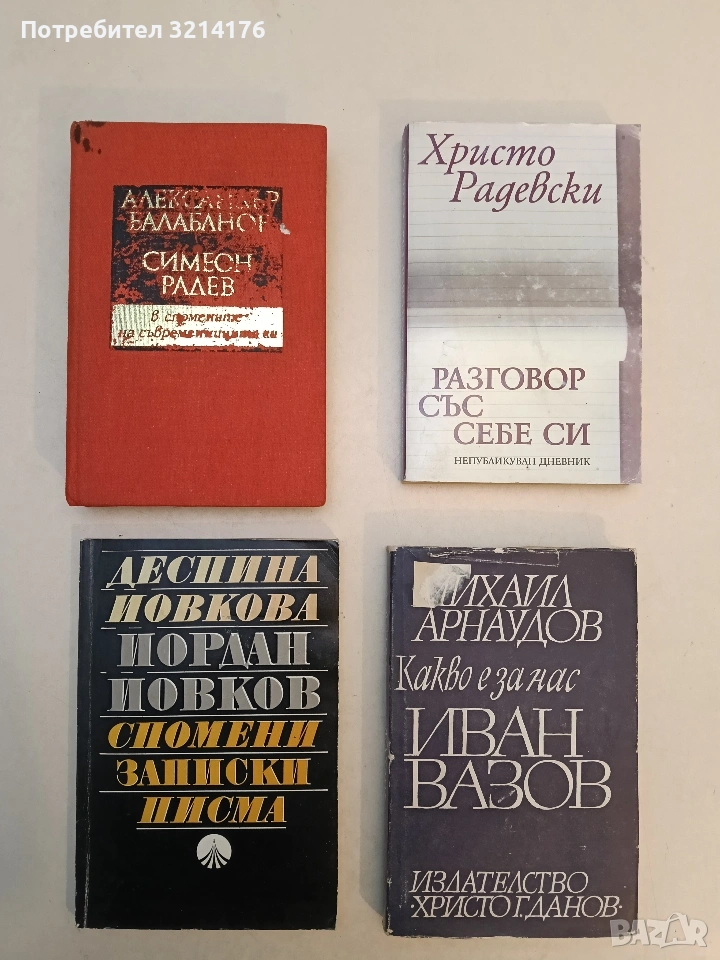 Потребител 3214176
АЛЕКСАНДЪР
БАЛАБАНОВ
СИМЕОН
РАДЕВ
в спомените
на съвременниците си
Христо
Радевски
РАЗГОВОР
СЪС
СЕБЕ СИ
НЕПУБЛИКУВАН ДНЕВНИК
ДЕСПИНА
ЙОВКОВА
ЙОРДАН
ЙОВКОВ
СПОМЕНИ
ЗАПИСКИ
ПИСМА
МИХАИЛ
АРНАУДОВ
Какво е за нас
ИВАН
ВАЗОВ
ИЗДАТЕЛСТВО
·ХРИСТО Г. ДАНОВ·
BAZAR